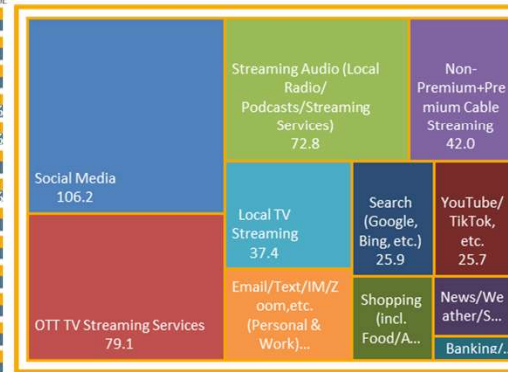 Social Media
106.2
OTT TV Streaming Services
79.1
Streaming Audio (Local
Radio/
Podcasts/Streaming
Services)
72.8
Non-
Premium+Pre
mium Cable
Streaming
42.0
Local TV
Streaming
37.4
Search
(Google,
Bing, etc.)
25.9
YouTube/
TikTok,
etc.
25.7
Email/Text/IM/Z
oom,etc.
(Personal &
Work)...
Shopping
(incl.
Food/A...
News/We
ather/S...
Banking/..